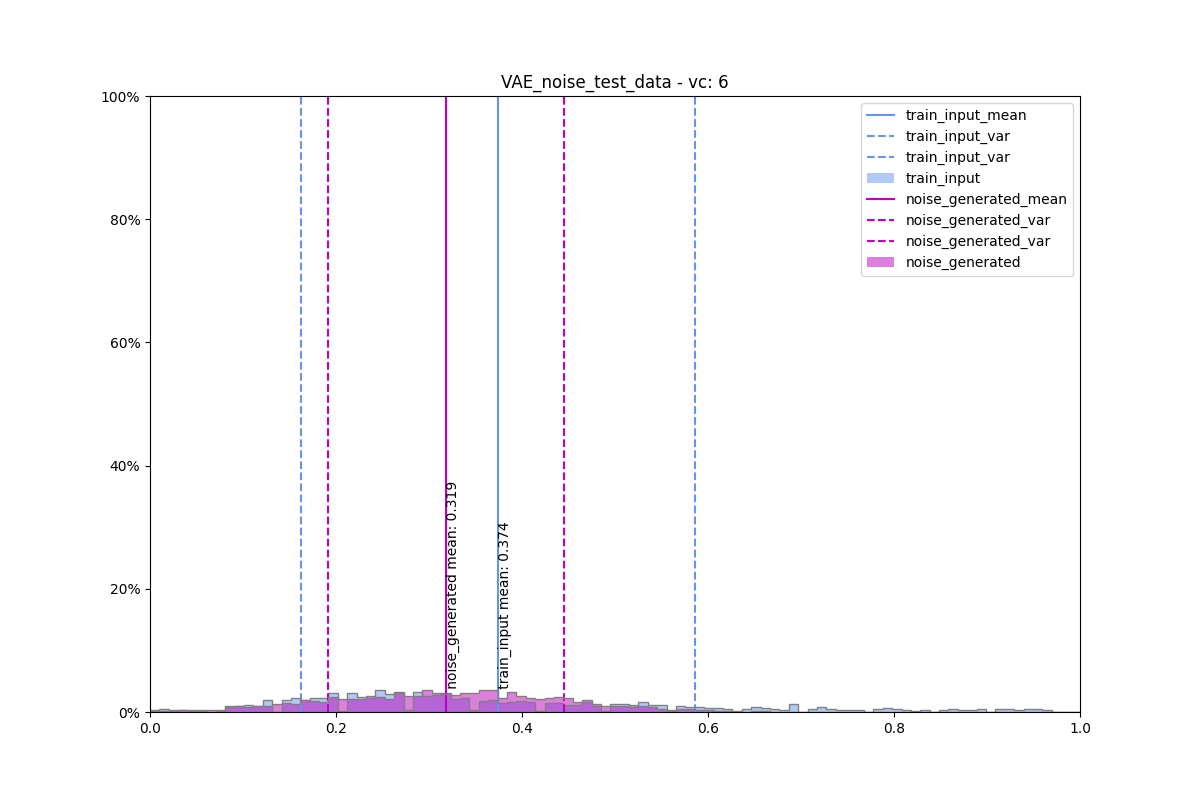 VAE_noise_test_data - vc: 6
100%
80%
60%
40%
20%
0%
train_input_mean
train_input_var
train_input_var
train_input
noise_generated_mean
noise_generated_var
noise_generated_var
noise_generated
noise_generated mean: 0.319
train_input mean: 0.374
0.0 0.2 0.4 0.6 0.8 1.0